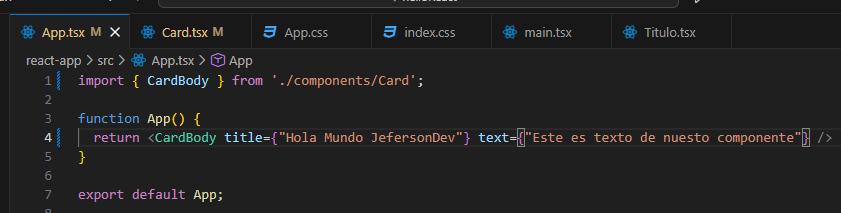 App.tsx M Card.tsx M App.css index.css main.tsx Titulo.tsx
react-app > src > App.tsx > App
1 import { CardBody } from './components/Card';
2
3 function App() {
4 return <CardBody title={"Hola Mundo JefersonDev"} text={"Este es texto de nuesto componente"} />
5 }
6
7 export default App;